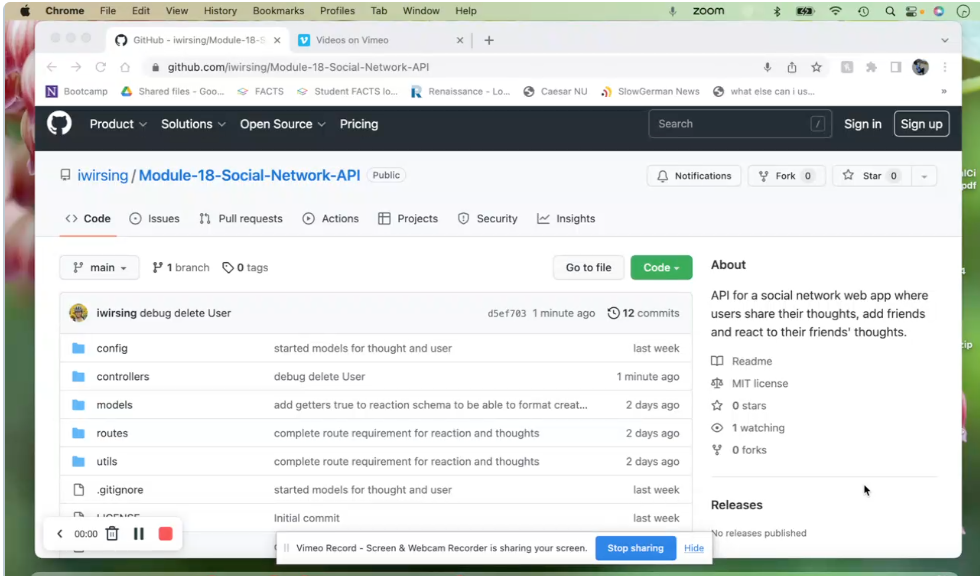 Chrome File Edit View History Bookmarks Profiles Tab Window Help zoom
GitHub - iwirsing/Module-18-S Videos on Vimeo
github.com/iwirsing/Module-18-Social-Network-API
Bootcamp Shared files - Goo... FACTS Student FACTS lo... Renaissance - Lo... Caesar NU SlowGerman News what else can i us... »
Product Solutions Open Source Pricing Search / Sign in Sign up
iwirsing / Module-18-Social-Network-API Public Notifications Fork 0 Star 0
Code Issues Pull requests Actions Projects Security Insights
main 1 branch 0 tags Go to file Code
About
API for a social network web app where
users share their thoughts, add friends
and react to their friends' thoughts.
Readme
MIT license
0 stars
1 watching
0 forks
Releases
No releases published
iwirsing debug delete User d5ef703 1 minute ago 12 commits
config started models for thought and user last week
controllers debug delete User 1 minute ago
models add getters true to reaction schema to be able to format creat... 2 days ago
routes complete route requirement for reaction and thoughts 2 days ago
utils complete route requirement for reaction and thoughts 2 days ago
.gitignore started models for thought and user last week
LICENSE Initial commit last week
00:00
Vimeo Record - Screen & Webcam Recorder is sharing your screen. Stop sharing Hide
pdf
zip